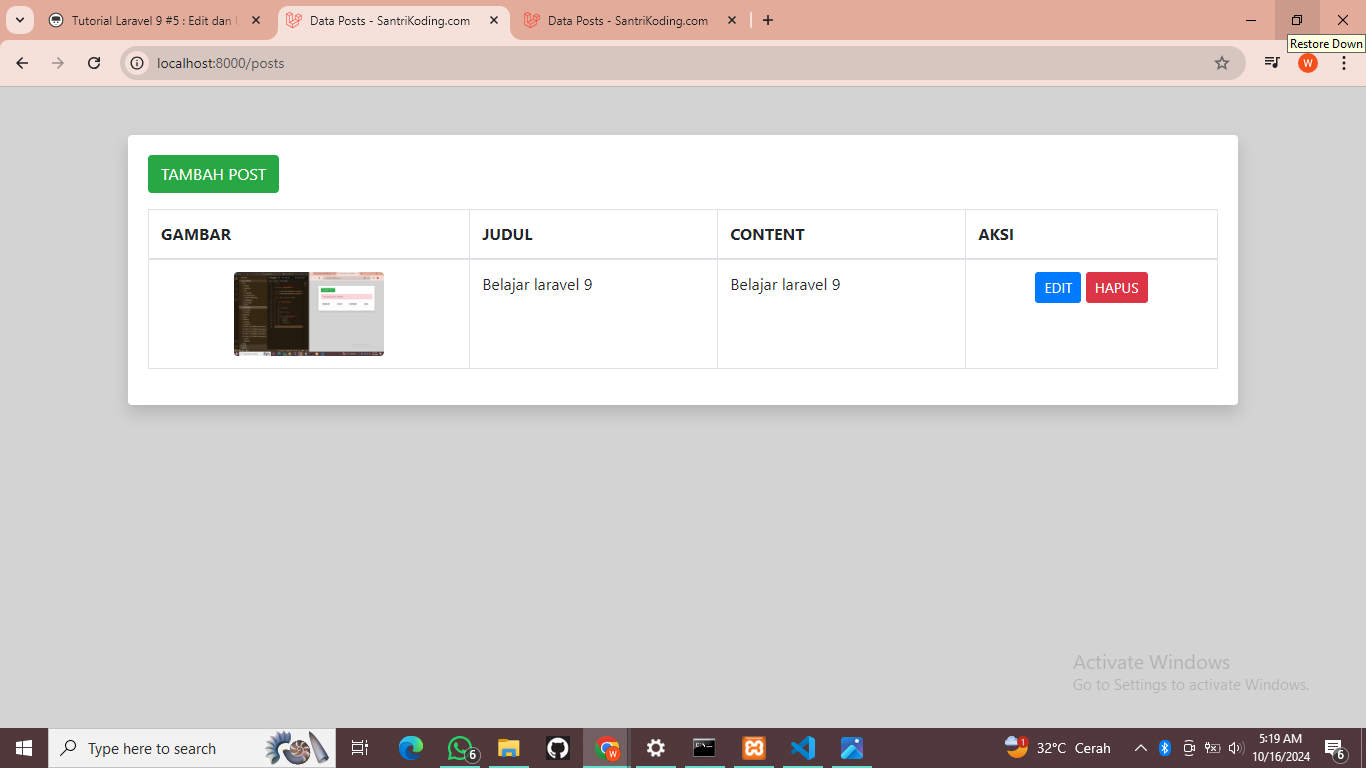 Tutorial Laravel 9 #5 : Edit dan
Data Posts - SantriKoding.com
Data Posts - SantriKoding.com
Restore Down
localhost:8000/posts
W
TAMBAH POST
GAMBAR JUDUL CONTENT AKSI
Belajar laravel 9 Belajar laravel 9 EDIT HAPUS
Activate Windows
Go to Settings to activate Windows.
Type here to search
6
W
1
32°C Cerah
5:19 AM
10/16/2024
6